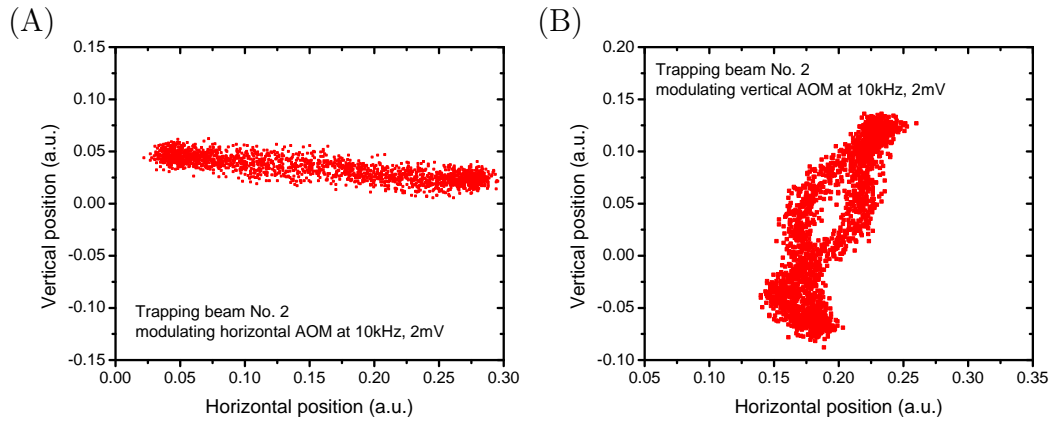 (A)
Vertical position (a.u.)
0.15
0.10
0.05
0.00
-0.05
-0.10
-0.15
Trapping beam No. 2
modulating horizontal AOM at 10kHz, 2mV
0.00 0.05 0.10 0.15 0.20 0.25 0.30
Horizontal position (a.u.)
(B)
Vertical position (a.u.)
0.20
0.15
0.10
0.05
0.00
-0.05
-0.10
Trapping beam No. 2
modulating vertical AOM at 10kHz, 2mV
0.05 0.10 0.15 0.20 0.25 0.30 0.35
Horizontal position (a.u.)